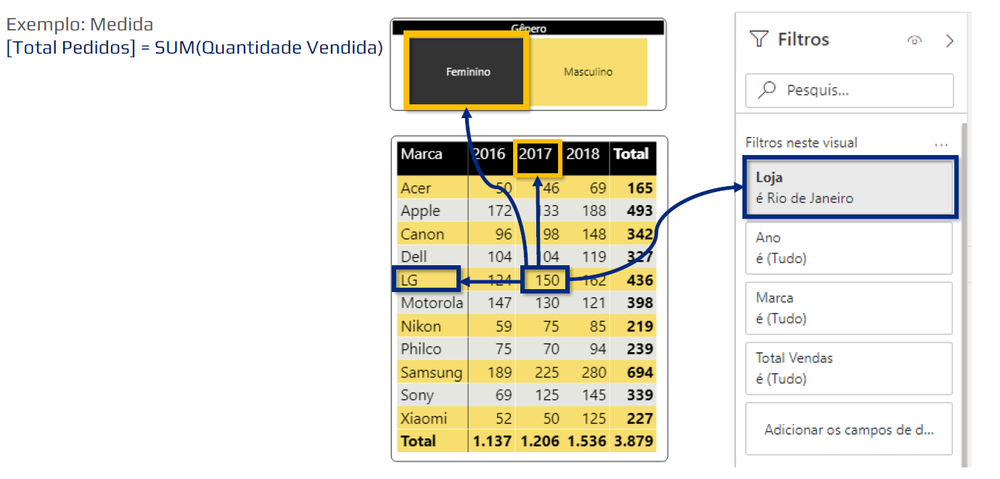 Exemplo: Medida
[Total Pedidos] = SUM(Quantidade Vendida)
Gênero
Feminino Masculino
Marca 2016 2017 2018 Total
Acer 50 46 69 165
Apple 172 133 188 493
Canon 96 98 148 342
Dell 104 104 119 327
LG 124 150 162 436
Motorola 147 130 121 398
Nikon 59 75 85 219
Philco 75 70 94 239
Samsung 189 225 280 694
Sony 69 125 145 339
Xiaomi 52 50 125 227
Total 1.137 1.206 1.536 3.879
Filtros
Pesquis...
Filtros neste visual ...
Loja
é Rio de Janeiro
Ano
é (Tudo)
Marca
é (Tudo)
Total Vendas
é (Tudo)
Adicionar os campos de d...